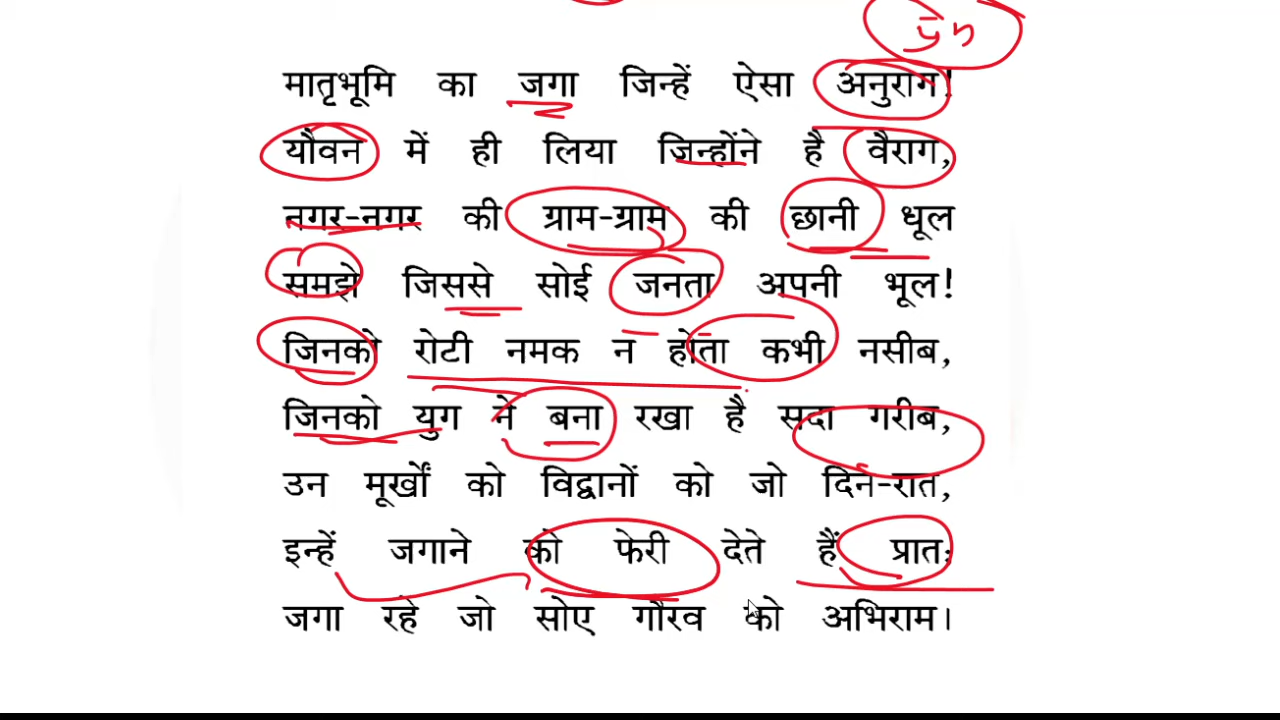 मातृभूमि का जगा जिन्हें ऐसा अनुराग!
यौवन में ही लिया जिन्होंने है वैराग,
नगर-नगर की ग्राम-ग्राम की छानी धूल
समझे जिससे सोई जनता अपनी भूल!
जिनको रोटी नमक न होता कभी नसीब,
जिनको युग ने बना रखा है सदा गरीब,
उन मूर्खों को विद्वानों को जो दिन-रात,
इन्हें जगाने को फेरी देते हैं प्रातः
जगा रहे जो सोए गौरव को अभिराम।